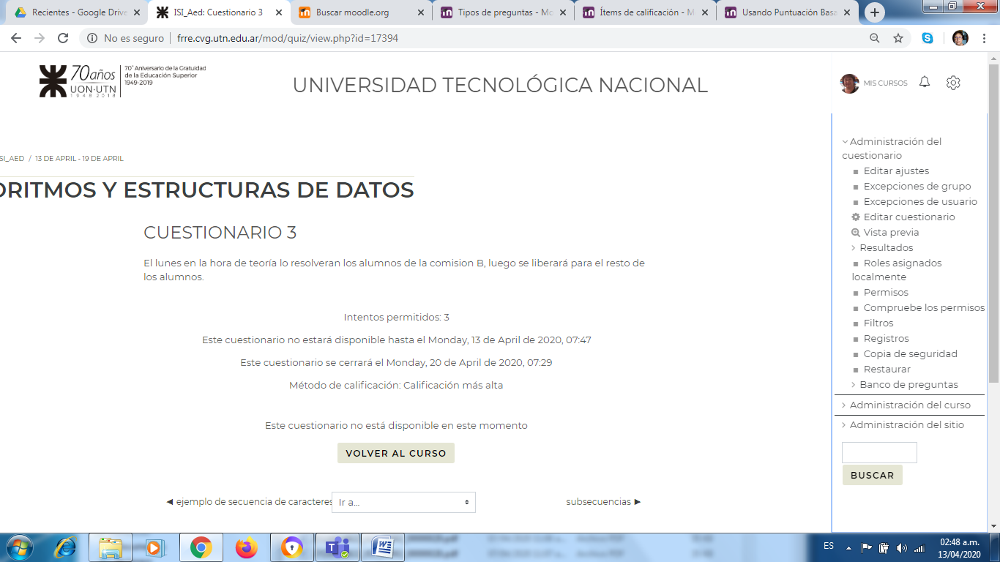 Recientes - Google Drive
ISI_Aed: Cuestionario 3
Buscar moodle.org
Tipos de preguntas - Mo
Ítems de calificación - M
Usando Puntuación Basa
No es seguro
frre.cvg.utn.edu.ar/mod/quiz/view.php?id=17394
70 años
UON·UTN
1948 2018
70° Aniversario de la Gratuidad
de la Educación Superior
1949-2019
UNIVERSIDAD TECNOLÓGICA NACIONAL
MIS CURSOS
SI_AED / 13 DE APRIL - 19 DE APRIL
ORITMOS Y ESTRUCTURAS DE DATOS
CUESTIONARIO 3
El lunes en la hora de teoría lo resolveran los alumnos de la comision B, luego se liberará para el resto de
los alumnos.
Intentos permitidos: 3
Este cuestionario no estará disponible hasta el Monday, 13 de April de 2020, 07:47
Este cuestionario se cerrará el Monday, 20 de April de 2020, 07:29
Método de calificación: Calificación más alta
Este cuestionario no está disponible en este momento
VOLVER AL CURSO
◄ ejemplo de secuencia de caracteres
Ir a...
subsecuencias ►
Administración del
cuestionario
Editar ajustes
Excepciones de grupo
Excepciones de usuario
Editar cuestionario
Vista previa
Resultados
Roles asignados
localmente
Permisos
Compruebe los permisos
Filtros
Registros
Copia de seguridad
Restaurar
Banco de preguntas
Administración del curso
Administración del sitio
BUSCAR
ES
02:48 a.m.
13/04/2020